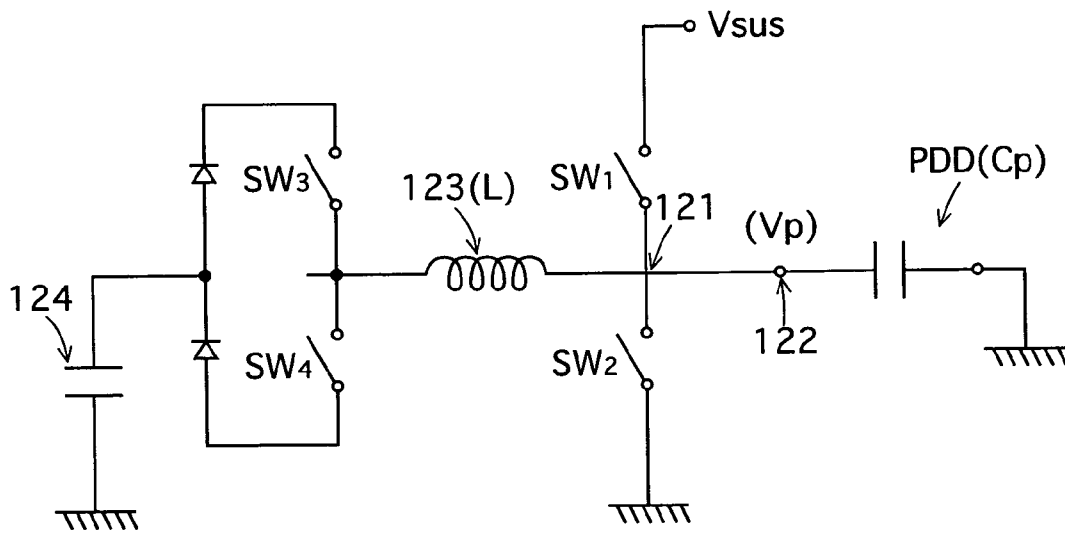 Vsus
PDD(Cp)
SW3
123(L)
SW1
121
(Vp)
124
SW4
SW2
122